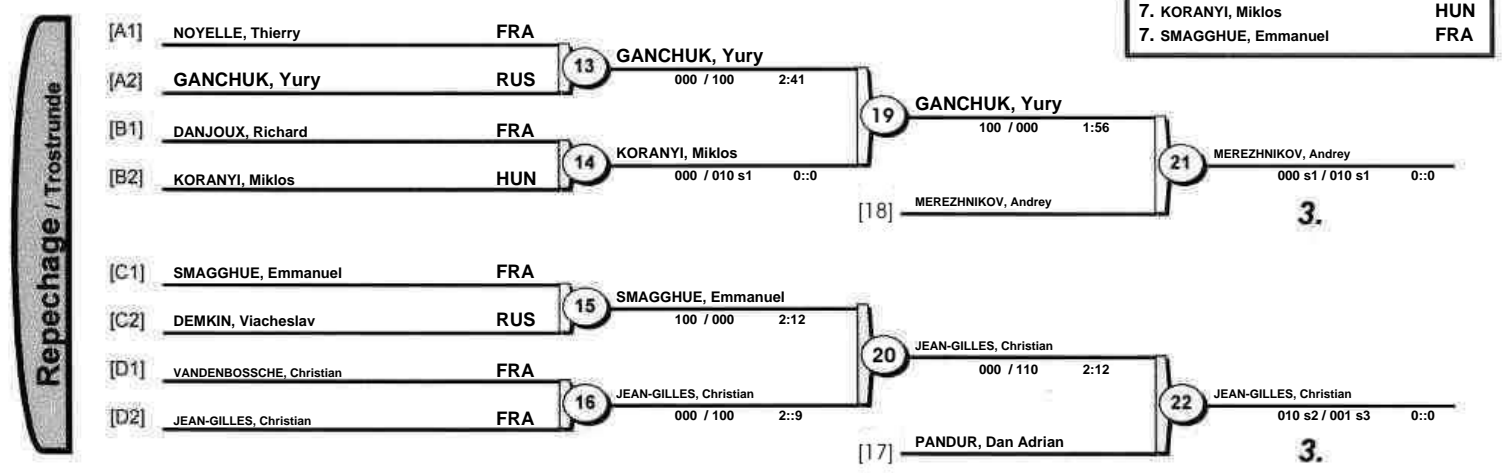 7. KORANYI, Miklos HUN
7. SMAGGHUE, Emmanuel FRA
Repechage / Trostrunde
[A1] NOYELLE, Thierry FRA
[A2] GANCHUK, Yury RUS
13
GANCHUK, Yury
000 / 100 2:41
[B1] DANJOUX, Richard FRA
[B2] KORANYI, Miklos HUN
14
KORANYI, Miklos
000 / 010 s1 0::0
19
GANCHUK, Yury
100 / 000 1:56
[18] MEREZHNIKOV, Andrey
21
MEREZHNIKOV, Andrey
000 s1 / 010 s1 0::0
3.
[C1] SMAGGHUE, Emmanuel FRA
[C2] DEMKIN, Viacheslav RUS
15
SMAGGHUE, Emmanuel
100 / 000 2:12
[D1] VANDENBOSSCHE, Christian FRA
[D2] JEAN-GILLES, Christian FRA
16
JEAN-GILLES, Christian
000 / 100 2::9
20
JEAN-GILLES, Christian
000 / 110 2:12
[17] PANDUR, Dan Adrian
22
JEAN-GILLES, Christian
010 s2 / 001 s3 0::0
3.